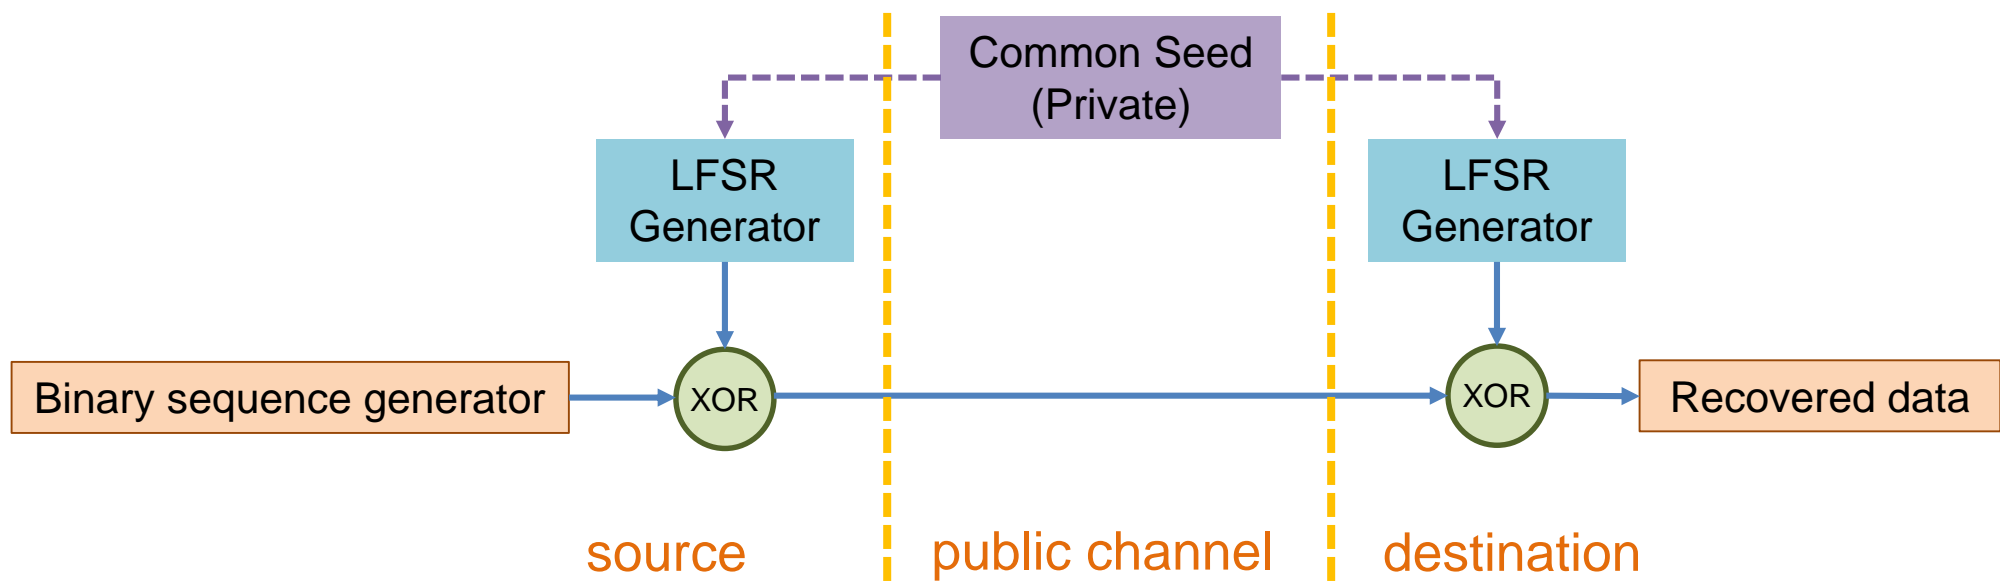 Common Seed
(Private)
LFSR
Generator
LFSR
Generator
Binary sequence generator
XOR
XOR
Recovered data
source
public channel
destination